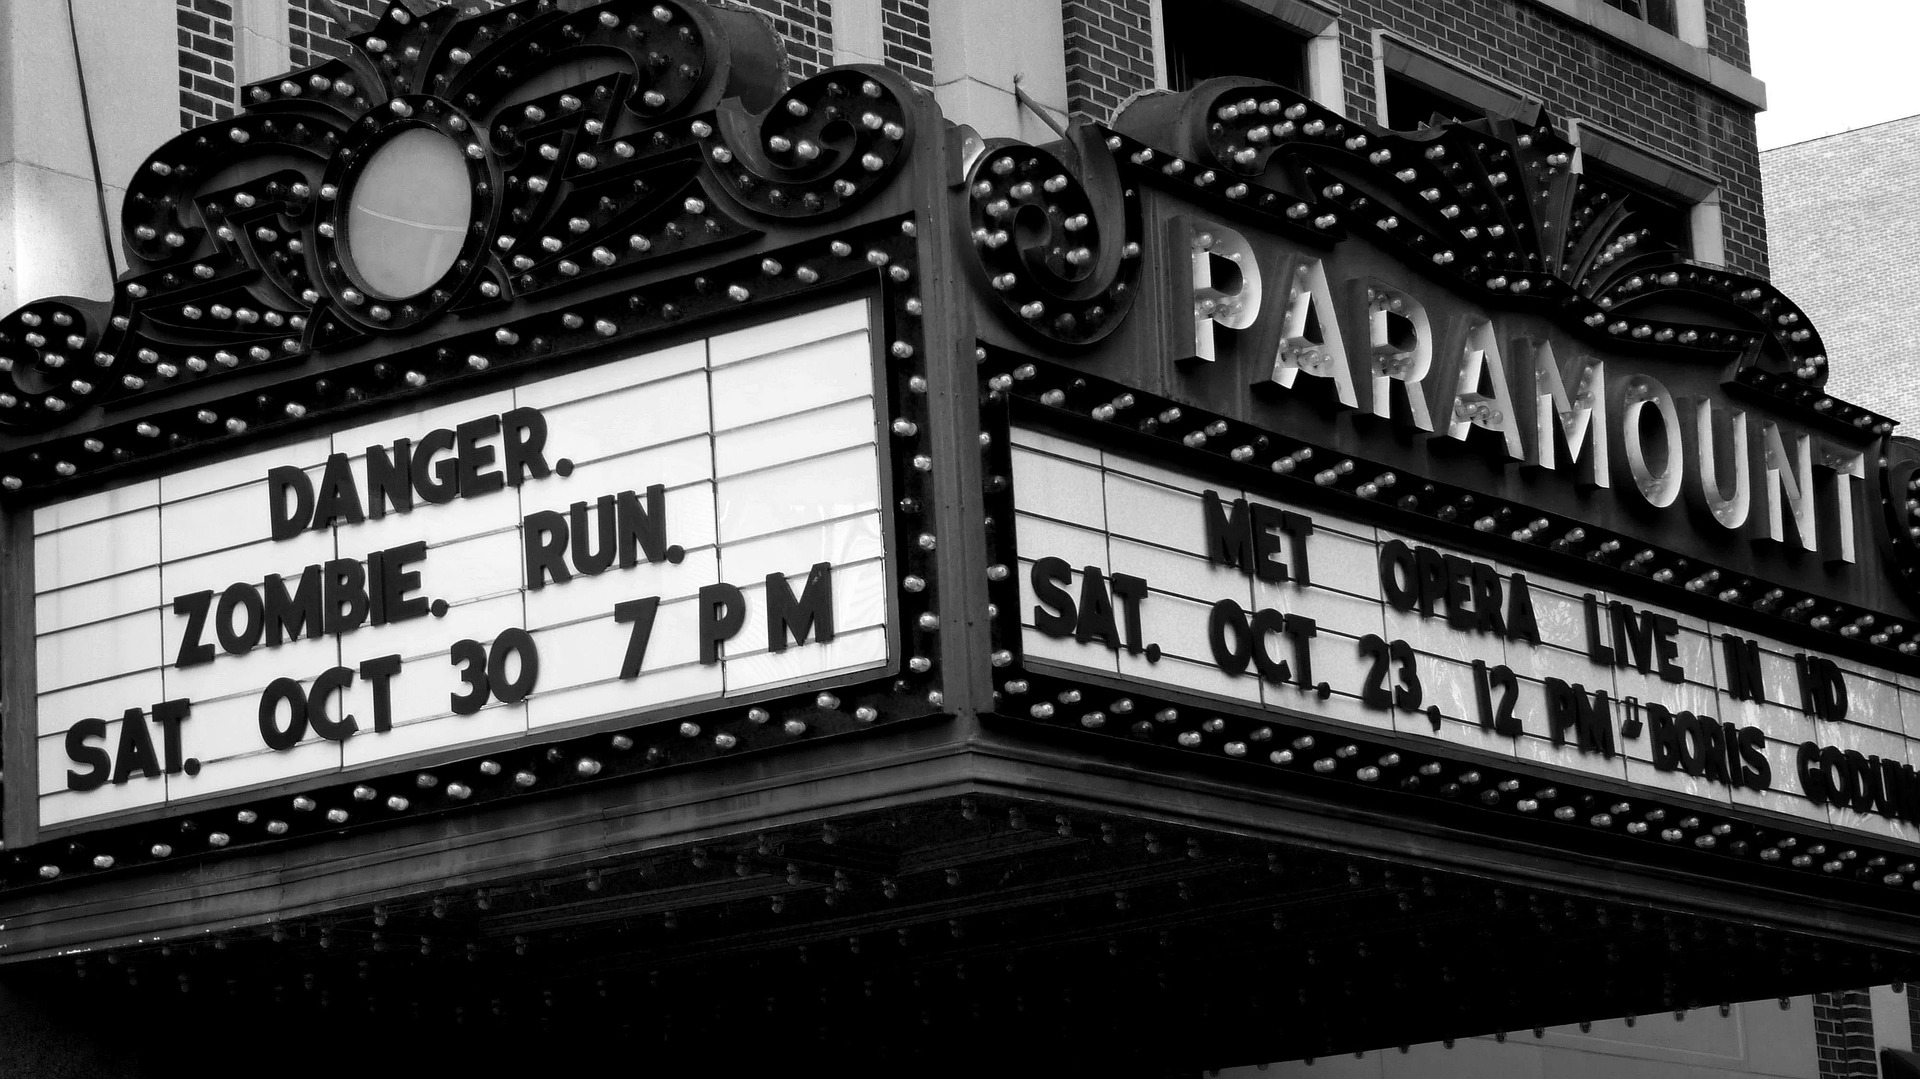 DANGER.
ZOMBIE. RUN.
SAT. OCT 30 7 PM
PARAMOUNT
MET OPERA LIVE IN HD
SAT. OCT. 23, 12 PM "BORIS